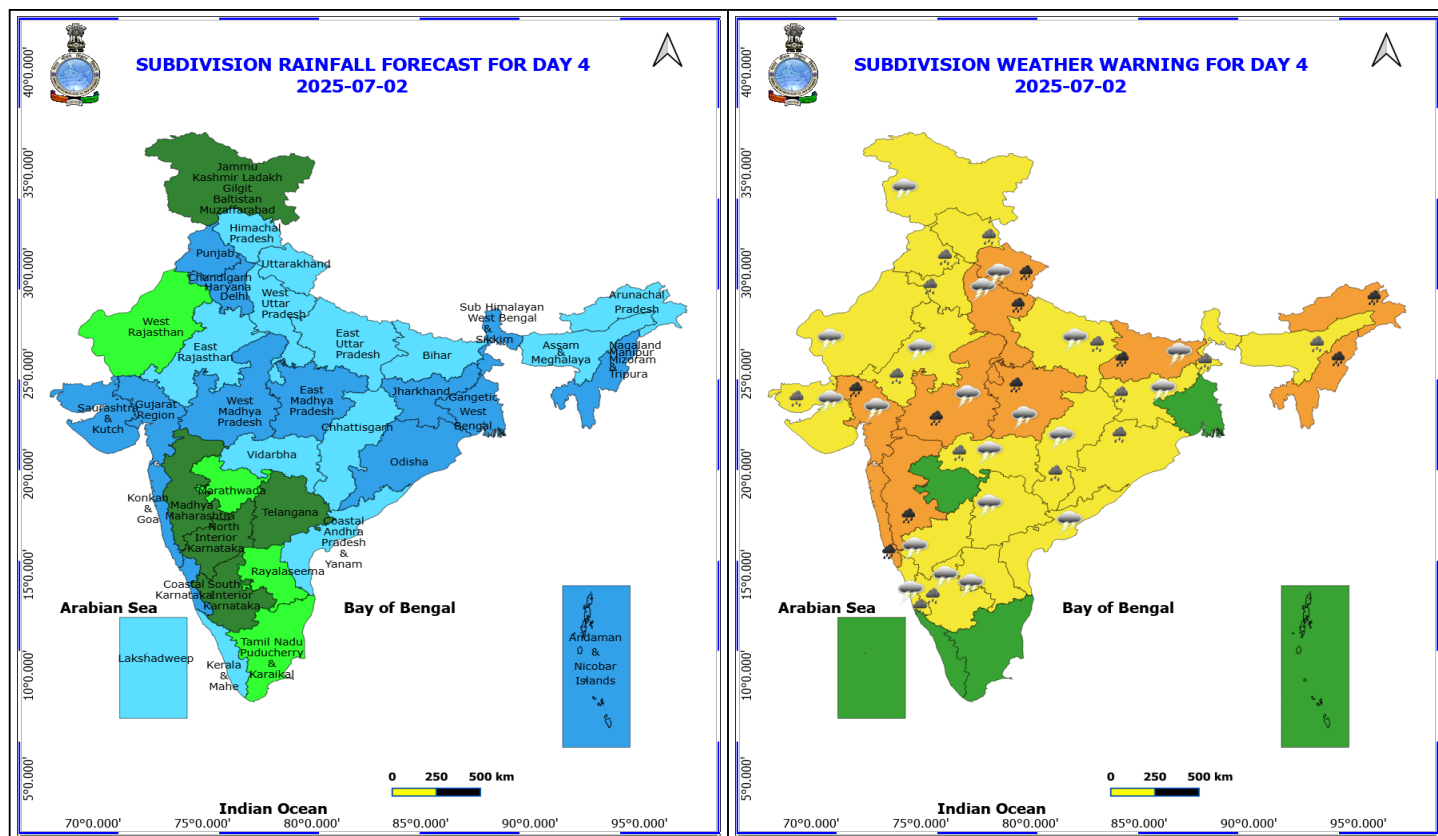 SUBDIVISION RAINFALL FORECAST FOR DAY 4
2025-07-02
40°0.000'
35°0.000'
30°0.000'
25°0.000'
20°0.000'
15°0.000'
10°0.000'
5°0.000'
Jammu
Kashmir Ladakh
Gilgit
Baltistan
Muzaffarabad
Himachal
Pradesh
Punjab
Uttarakhand
Chandigarh
Haryana
Delhi
West
Uttar
Pradesh
West
Rajasthan
East
Rajasthan
East
Uttar
Pradesh
Bihar
Sub Himalayan
West Bengal
&
Sikkim
Arunachal
Pradesh
Assam
&
Meghalaya
Nagaland
Manipur
Mizoram
&
Tripura
Saurashtra
&
Kutch
Gujarat
Region
West
Madhya
Pradesh
East
Madhya
Pradesh
Jharkhand
Gangetic
West
Bengal
Chhattisgarh
Vidarbha
Odisha
Konkan
&
Goa
Madhya
Maharashtra
Marathwada
Telangana
North
Interior
Karnataka
Coastal
Andhra
Pradesh
&
Yanam
Rayalaseema
Coastal
Karnataka
South
Interior
Karnataka
Arabian Sea
Bay of Bengal
Lakshadweep
Kerala
&
Mahe
Tamil Nadu
Puducherry
&
Karaikal
Andaman
&
Nicobar
Islands
0 250 500 km
Indian Ocean
70°0.000' 75°0.000' 80°0.000' 85°0.000' 90°0.000' 95°0.000'
SUBDIVISION WEATHER WARNING FOR DAY 4
2025-07-02
40°0.000'
35°0.000'
30°0.000'
25°0.000'
20°0.000'
15°0.000'
10°0.000'
5°0.000'
Arabian Sea
Bay of Bengal
0 250 500 km
Indian Ocean
70°0.000' 75°0.000' 80°0.000' 85°0.000' 90°0.000' 95°0.000'